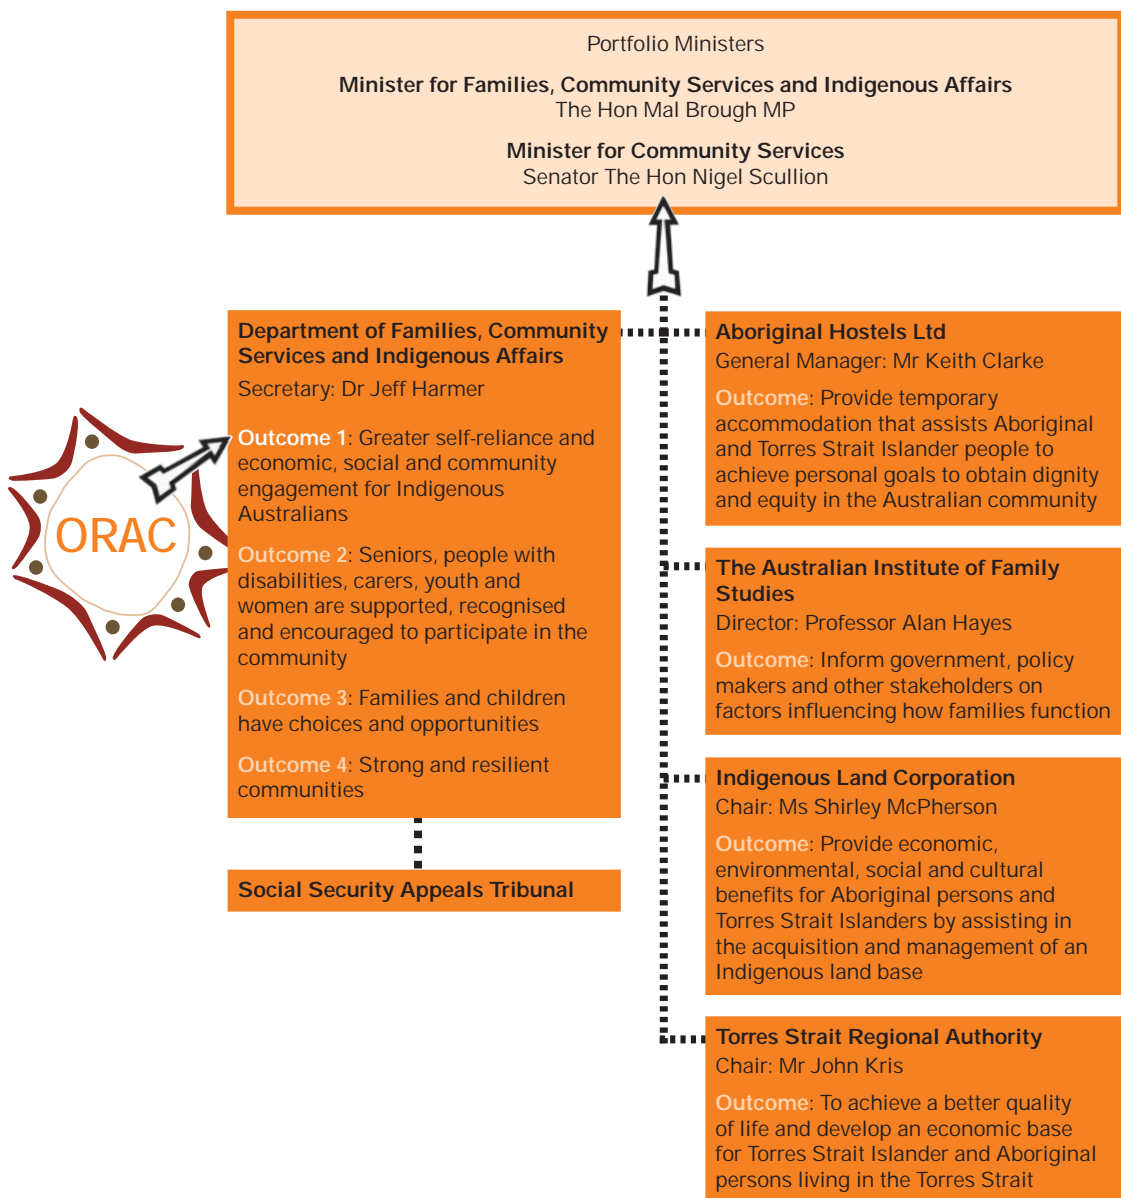 Portfolio Ministers
Minister for Families, Community Services and Indigenous Affairs
The Hon Mal Brough MP
Minister for Community Services
Senator The Hon Nigel Scullion
Department of Families, Community
Services and Indigenous Affairs
Secretary: Dr Jeff Harmer
Outcome 1: Greater self-reliance and
economic, social and community
engagement for Indigenous
Australians
Outcome 2: Seniors, people with
disabilities, carers, youth and
women are supported, recognised
and encouraged to participate in the
community
Outcome 3: Families and children
have choices and opportunities
Outcome 4: Strong and resilient
communities
ORAC
Social Security Appeals Tribunal
Aboriginal Hostels Ltd
General Manager: Mr Keith Clarke
Outcome: Provide temporary
accommodation that assists Aboriginal
and Torres Strait Islander people to
achieve personal goals to obtain dignity
and equity in the Australian community
The Australian Institute of Family
Studies
Director: Professor Alan Hayes
Outcome: Inform government, policy
makers and other stakeholders on
factors influencing how families function
Indigenous Land Corporation
Chair: Ms Shirley McPherson
Outcome: Provide economic,
environmental, social and cultural
benefits for Aboriginal persons and
Torres Strait Islanders by assisting in
the acquisition and management of an
Indigenous land base
Torres Strait Regional Authority
Chair: Mr John Kris
Outcome: To achieve a better quality
of life and develop an economic base
for Torres Strait Islander and Aboriginal
persons living in the Torres Strait